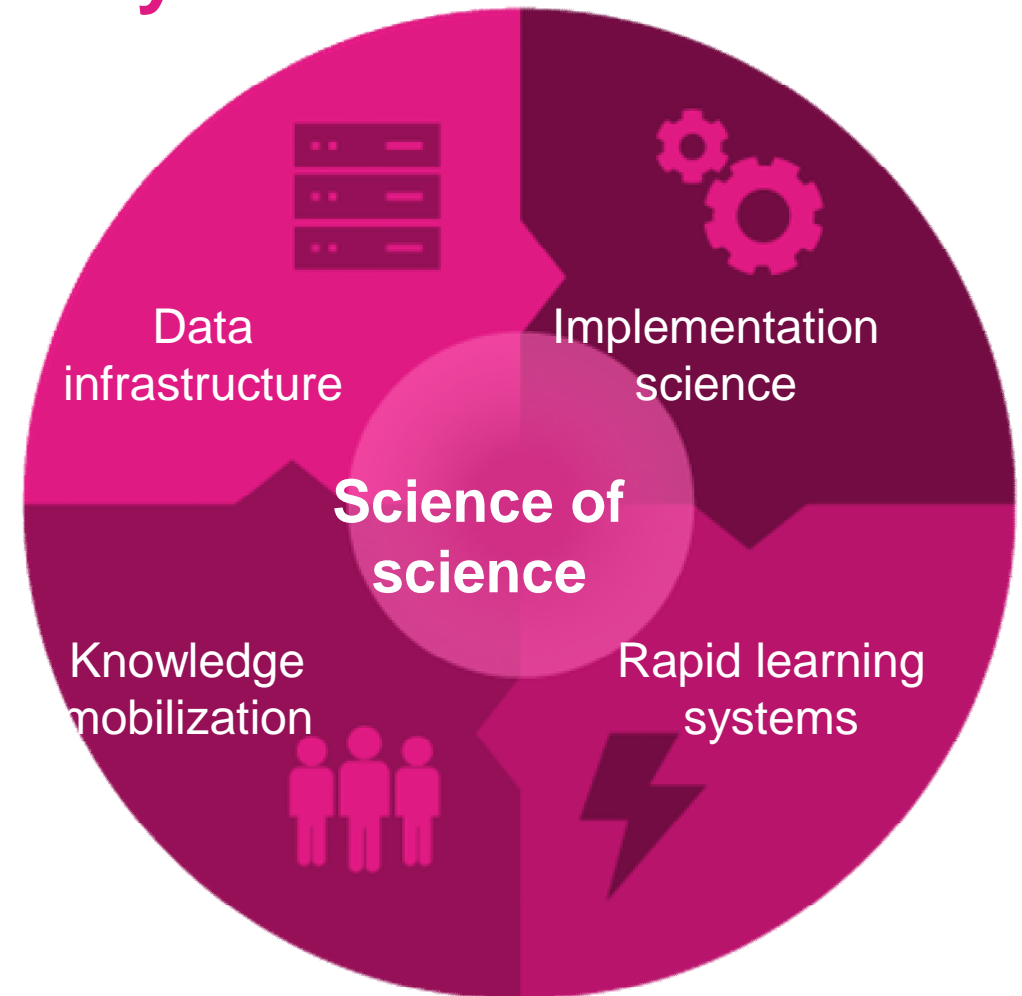 Data
infrastructure
Implementation
science
Science of
science
Knowledge
mobilization
Rapid learning
systems